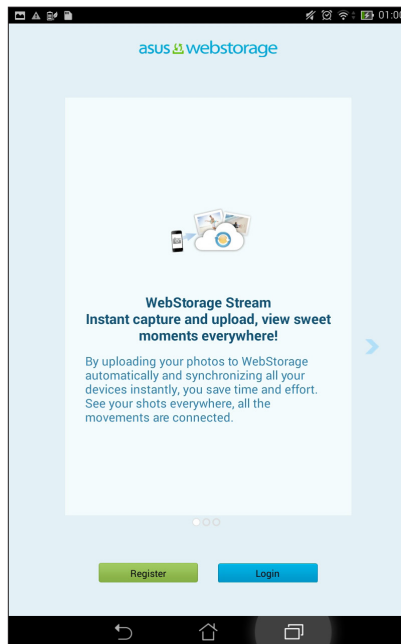 01:00
asus webstorage
WebStorage Stream
Instant capture and upload, view sweet
moments everywhere!
By uploading your photos to WebStorage
automatically and synchronizing all your
devices instantly, you save time and effort.
See your shots everywhere, all the
movements are connected.
Register
Login